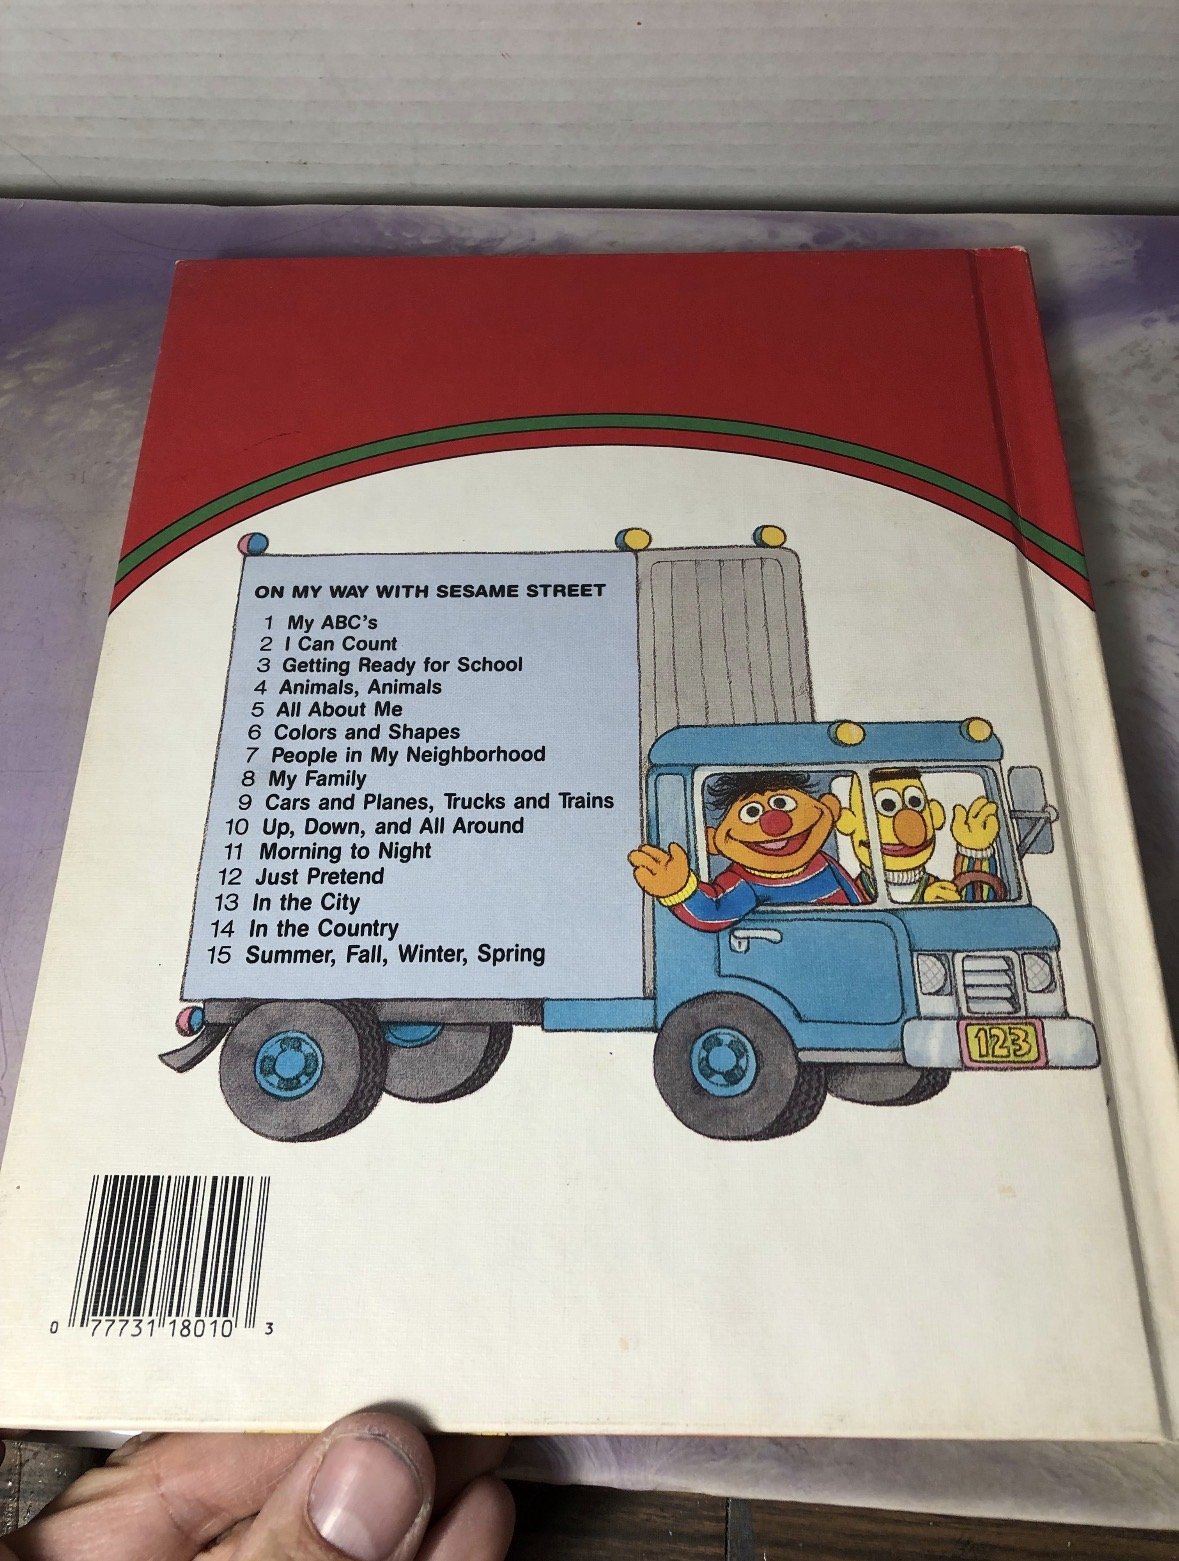 ON MY WAY WITH SESAME STREET
1 My ABC's
2 I Can Count
3 Getting Ready for School
4 Animals, Animals
5 All About Me
6 Colors and Shapes
7 People in My Neighborhood
8 My Family
9 Cars and Planes, Trucks and Trains
10 Up, Down, and All Around
11 Morning to Night
12 Just Pretend
13 In the City
14 In the Country
15 Summer, Fall, Winter, Spring
123
0 77731 18010 3